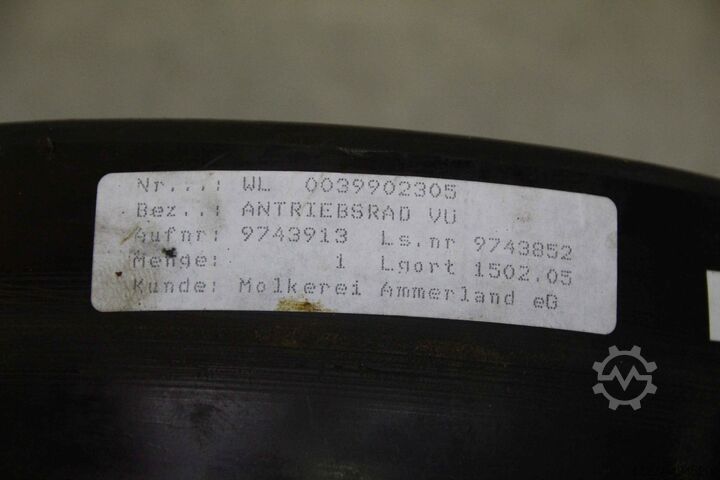 Nr...: WL 0039902305
Bez..: ANTRIEBSRAD VU
Aufnr: 9743913 Ls.nr 9743852
Menge: 1 Lgort 1502.05
Kunde: Molkerei Ammerland eG